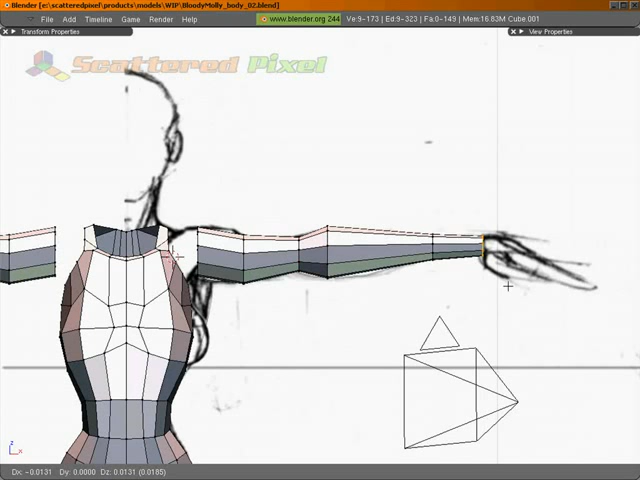 Blender [e:\scatteredpixel\products\models\WIP\BloodyMolly_body_02.blend]
File Add Timeline Game Render Help www.blender.org 244 Ve:9-173 | Ed:9-323 | Fa:0-149 | Mem:16.83M Cube.001
Transform Properties View Properties
Scattered Pixel
z
x
Dx: -0.0131 Dy: 0.0000 Dz: 0.0131 (0.0185)